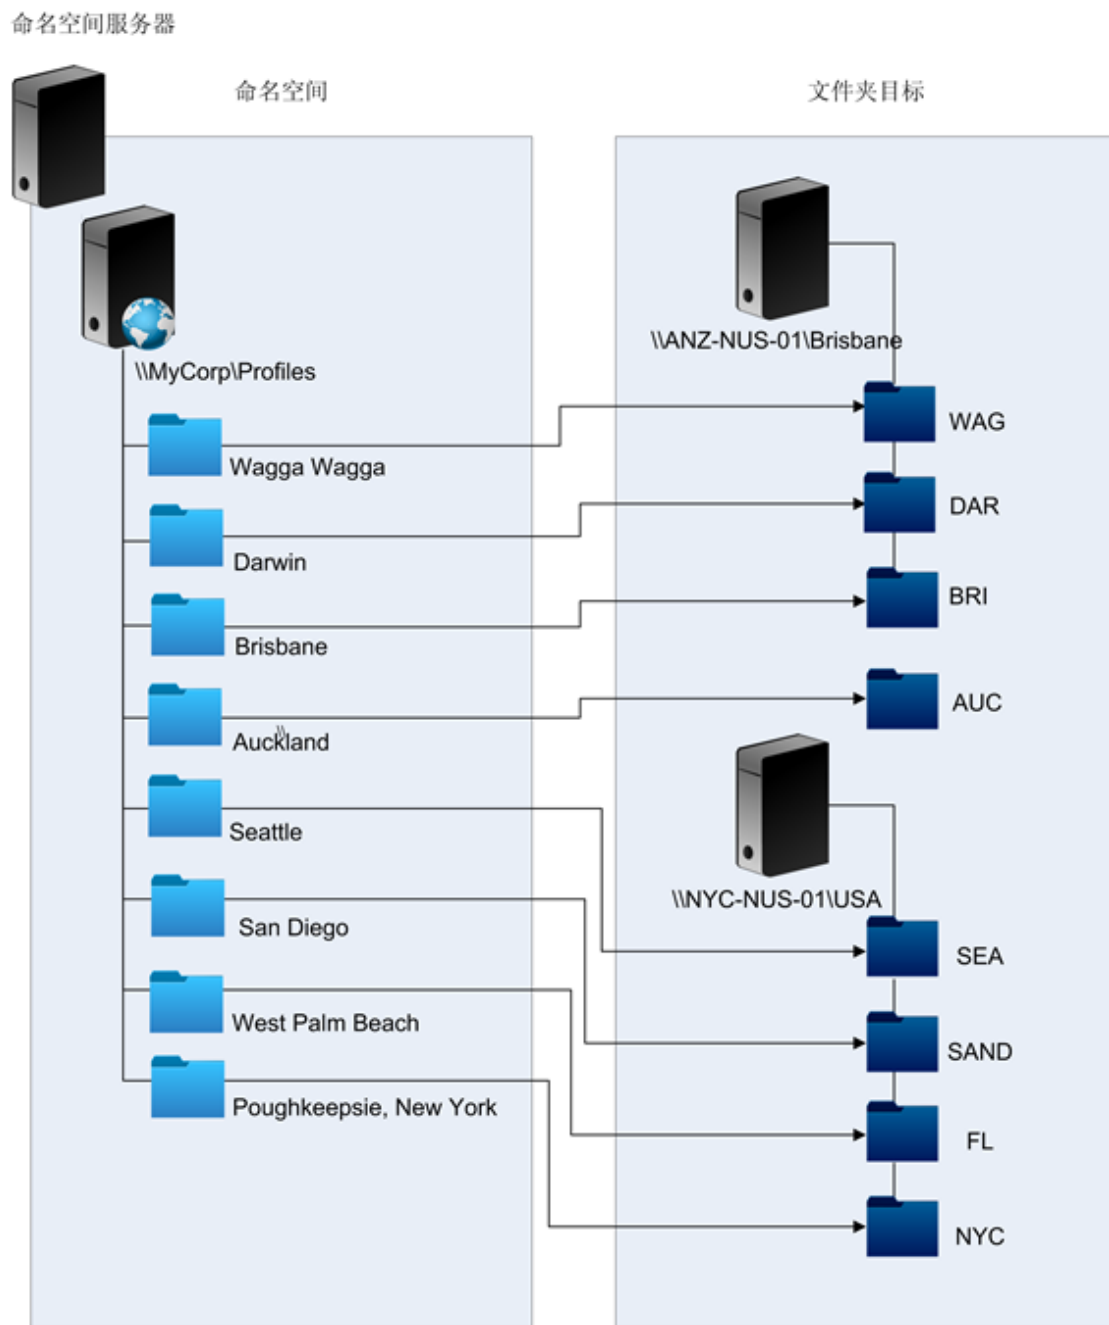 命名空间服务器
命名空间
文件夹目标
\\MyCorp\Profiles
\\ANZ-NUS-01\Brisbane
Wagga Wagga
WAG
Darwin
DAR
Brisbane
BRI
Auckland
\\
AUC
Seattle
\\NYC-NUS-01\USA
San Diego
SEA
West Palm Beach
SAND
Poughkeepsie, New York
FL
NYC